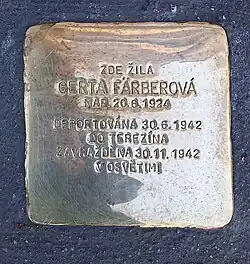 ZDE ŽILA
GERTA FÄRBEROVÁ
NAR. 20.6.1924
DEPORTOVÁNA 30.6.1942
DO TEREZÍNA
ZAVRAŽDĚNA 30.11.1942
V OSVĚTIMI